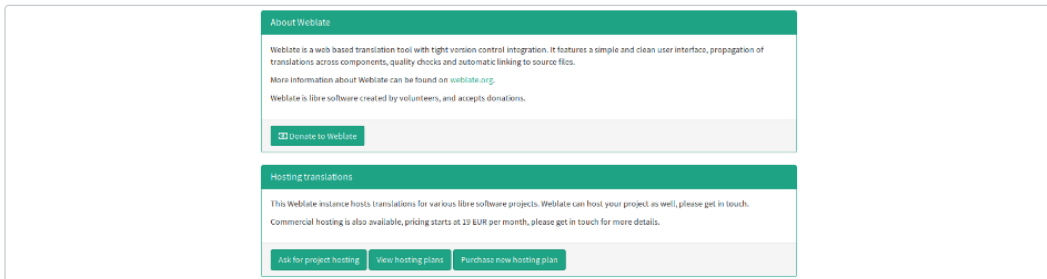 About Weblate
Weblate is a web based translation tool with tight version control integration. It features a simple and clean user interface, propagation of
translations across components, quality checks and automatic linking to source files.
More information about Weblate can be found on weblate.org.
Weblate is libre software created by volunteers, and accepts donations.
Donate to Weblate
Hosting translations
This Weblate instance hosts translations for various libre software projects. Weblate can host your project as well, please get in touch.
Commercial hosting is also available, pricing starts at 19 EUR per month, please get in touch for more details.
Ask for project hosting View hosting plans Purchase new hosting plan